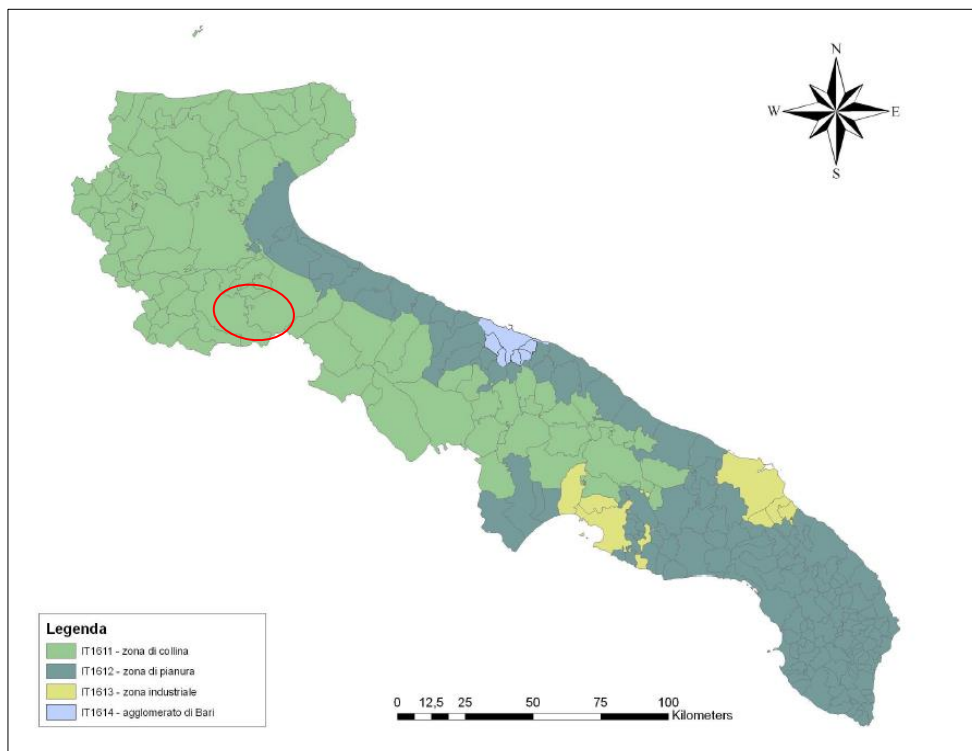 N
W E
S
Legenda
IT1611 - zona di collina
IT1612 - zona di pianura
IT1613 - zona industriale
IT1614 - agglomerato di Bari
0 12,5 25 50 75 100
Kilometers